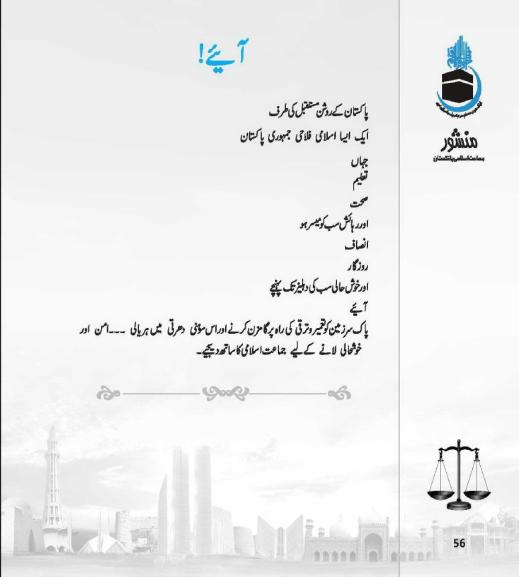 آئیے!
پاکستان کے روشن مستقبل کی طرف
ایک ایسا اسلامی فلاحی جمہوری پاکستان
جہاں
تعلیم
صحت
اور رہائش سب کو میسر ہو
انصاف
روزگار
اور خوش حالی سب کی دہلیز تک پہنچے
آئیے
پاک سرزمین کو تعمیر و ترقی کی راہ پر گامزن کرنے اور اس سوہنی دھرتی میں ہریالی ۔۔۔ امن اور
خوشحالی لانے کے لیے جماعت اسلامی کا ساتھ دیجیے۔
منشور
جماعت اسلامی پاکستان
56